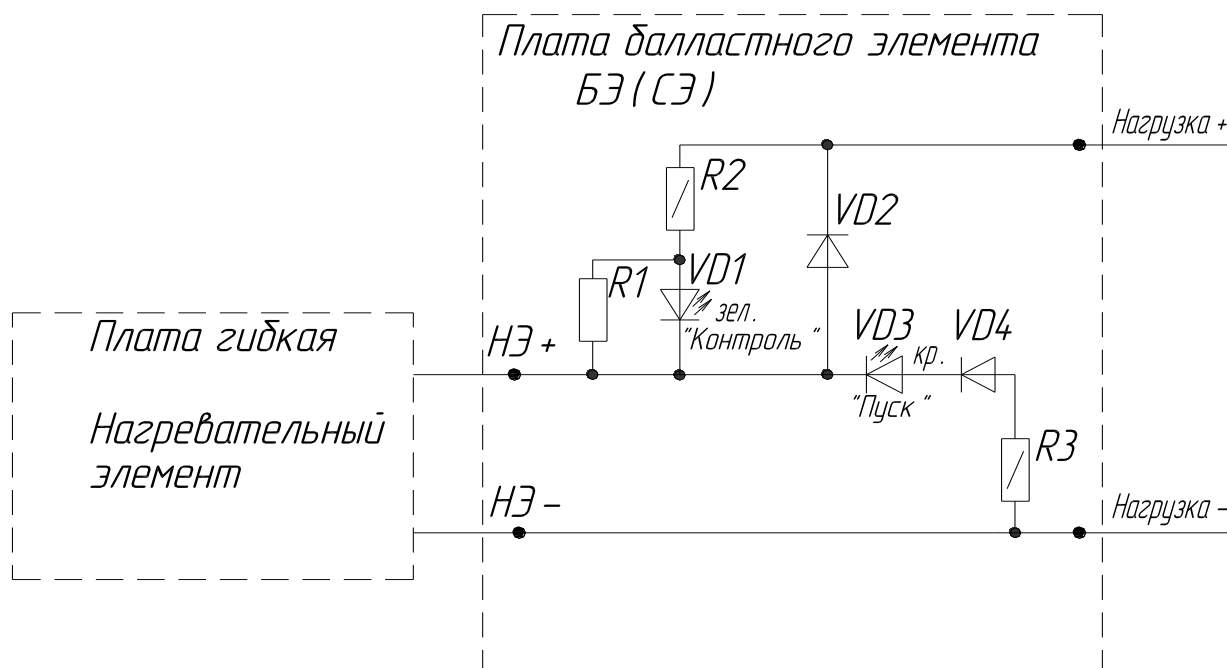 Плата балластного элемента
БЭ(СЭ)
Нагрузка +
R2
VD2
R1
VD1
зел.
"Контроль "
НЭ +
VD3
кр.
VD4
"Пуск "
Плата гибкая
Нагревательный
элемент
R3
НЭ –
Нагрузка –